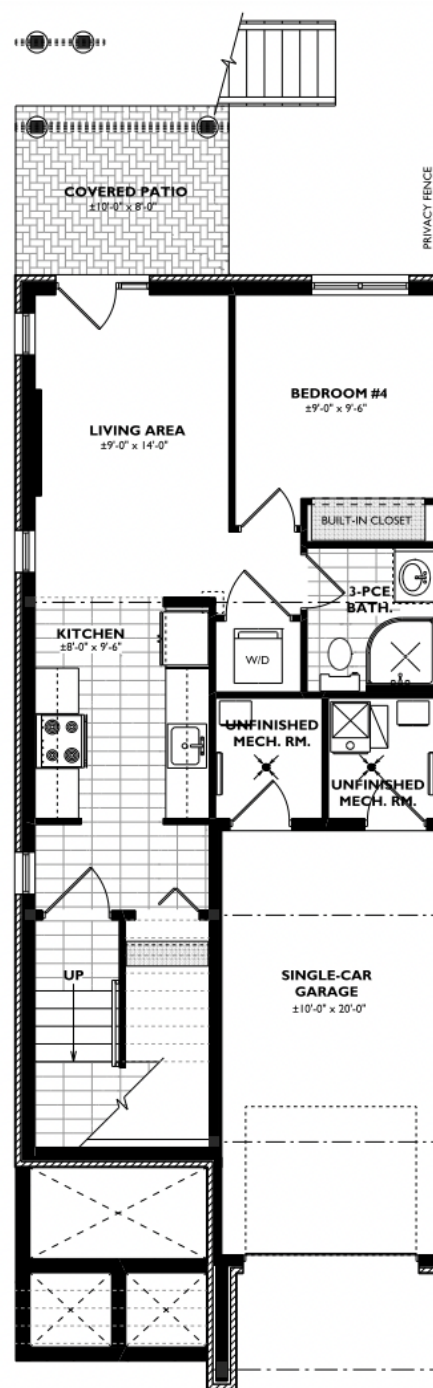 COVERED PATIO
±10'-0" x 8'-0"
PRIVACY FENCE
BEDROOM #4
±9'-0" x 9'-6"
LIVING AREA
±9'-0" x 14'-0"
BUILT-IN CLOSET
3-PCE
BATH.
KITCHEN
±8'-0" x 9'-6"
W/D
UNFINISHED
MECH. RM.
UNFINISHED
MECH. RM.
UP
SINGLE-CAR
GARAGE
±10'-0" x 20'-0"